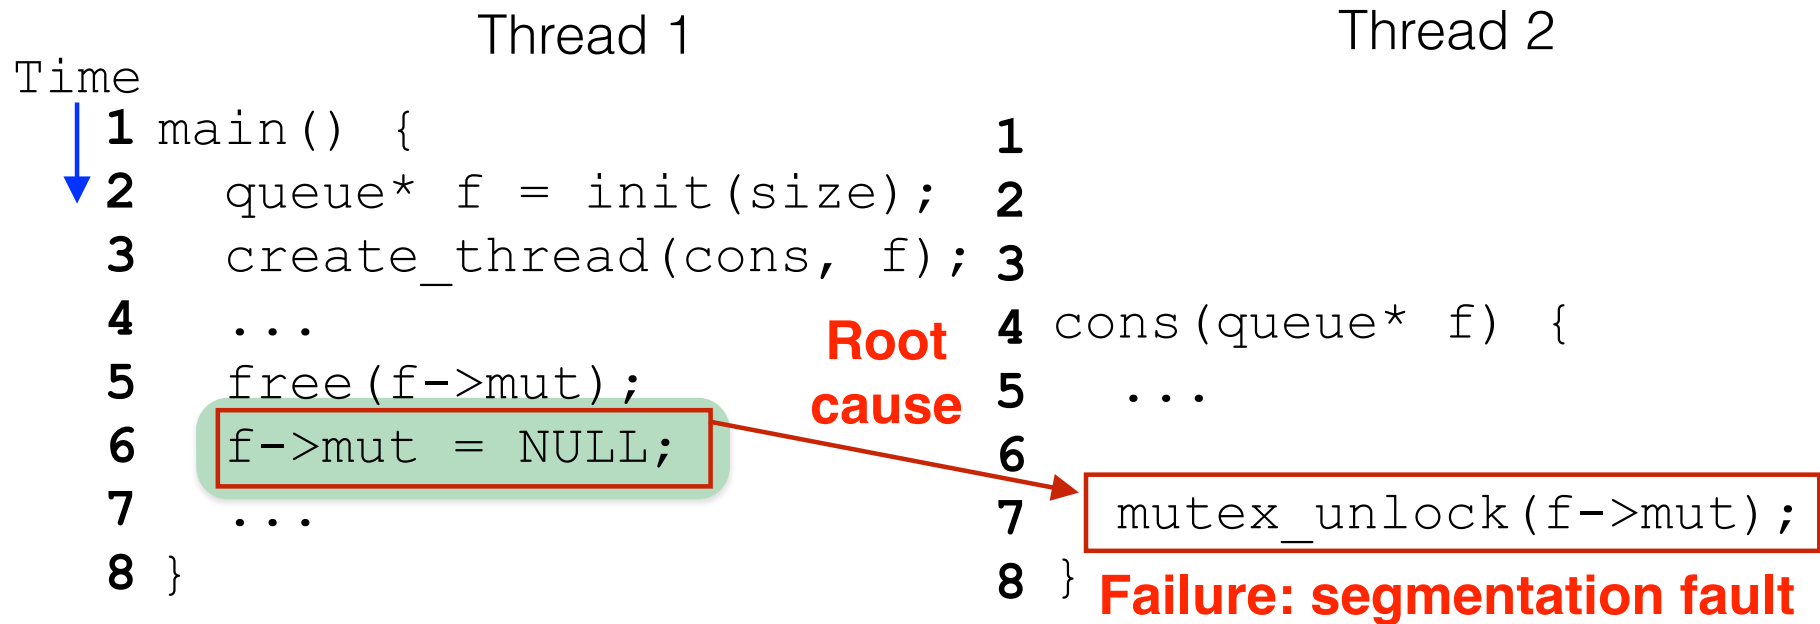 Thread 1
Thread 2
Time
1 main() {
2 queue* f = init(size);
3 create_thread(cons, f);
4 ...
5 free(f->mut);
6 f->mut = NULL;
7 ...
8 }
Root
cause
1
2
3
4 cons(queue* f) {
5 ...
6
7 mutex_unlock(f->mut);
8 }
Failure: segmentation fault